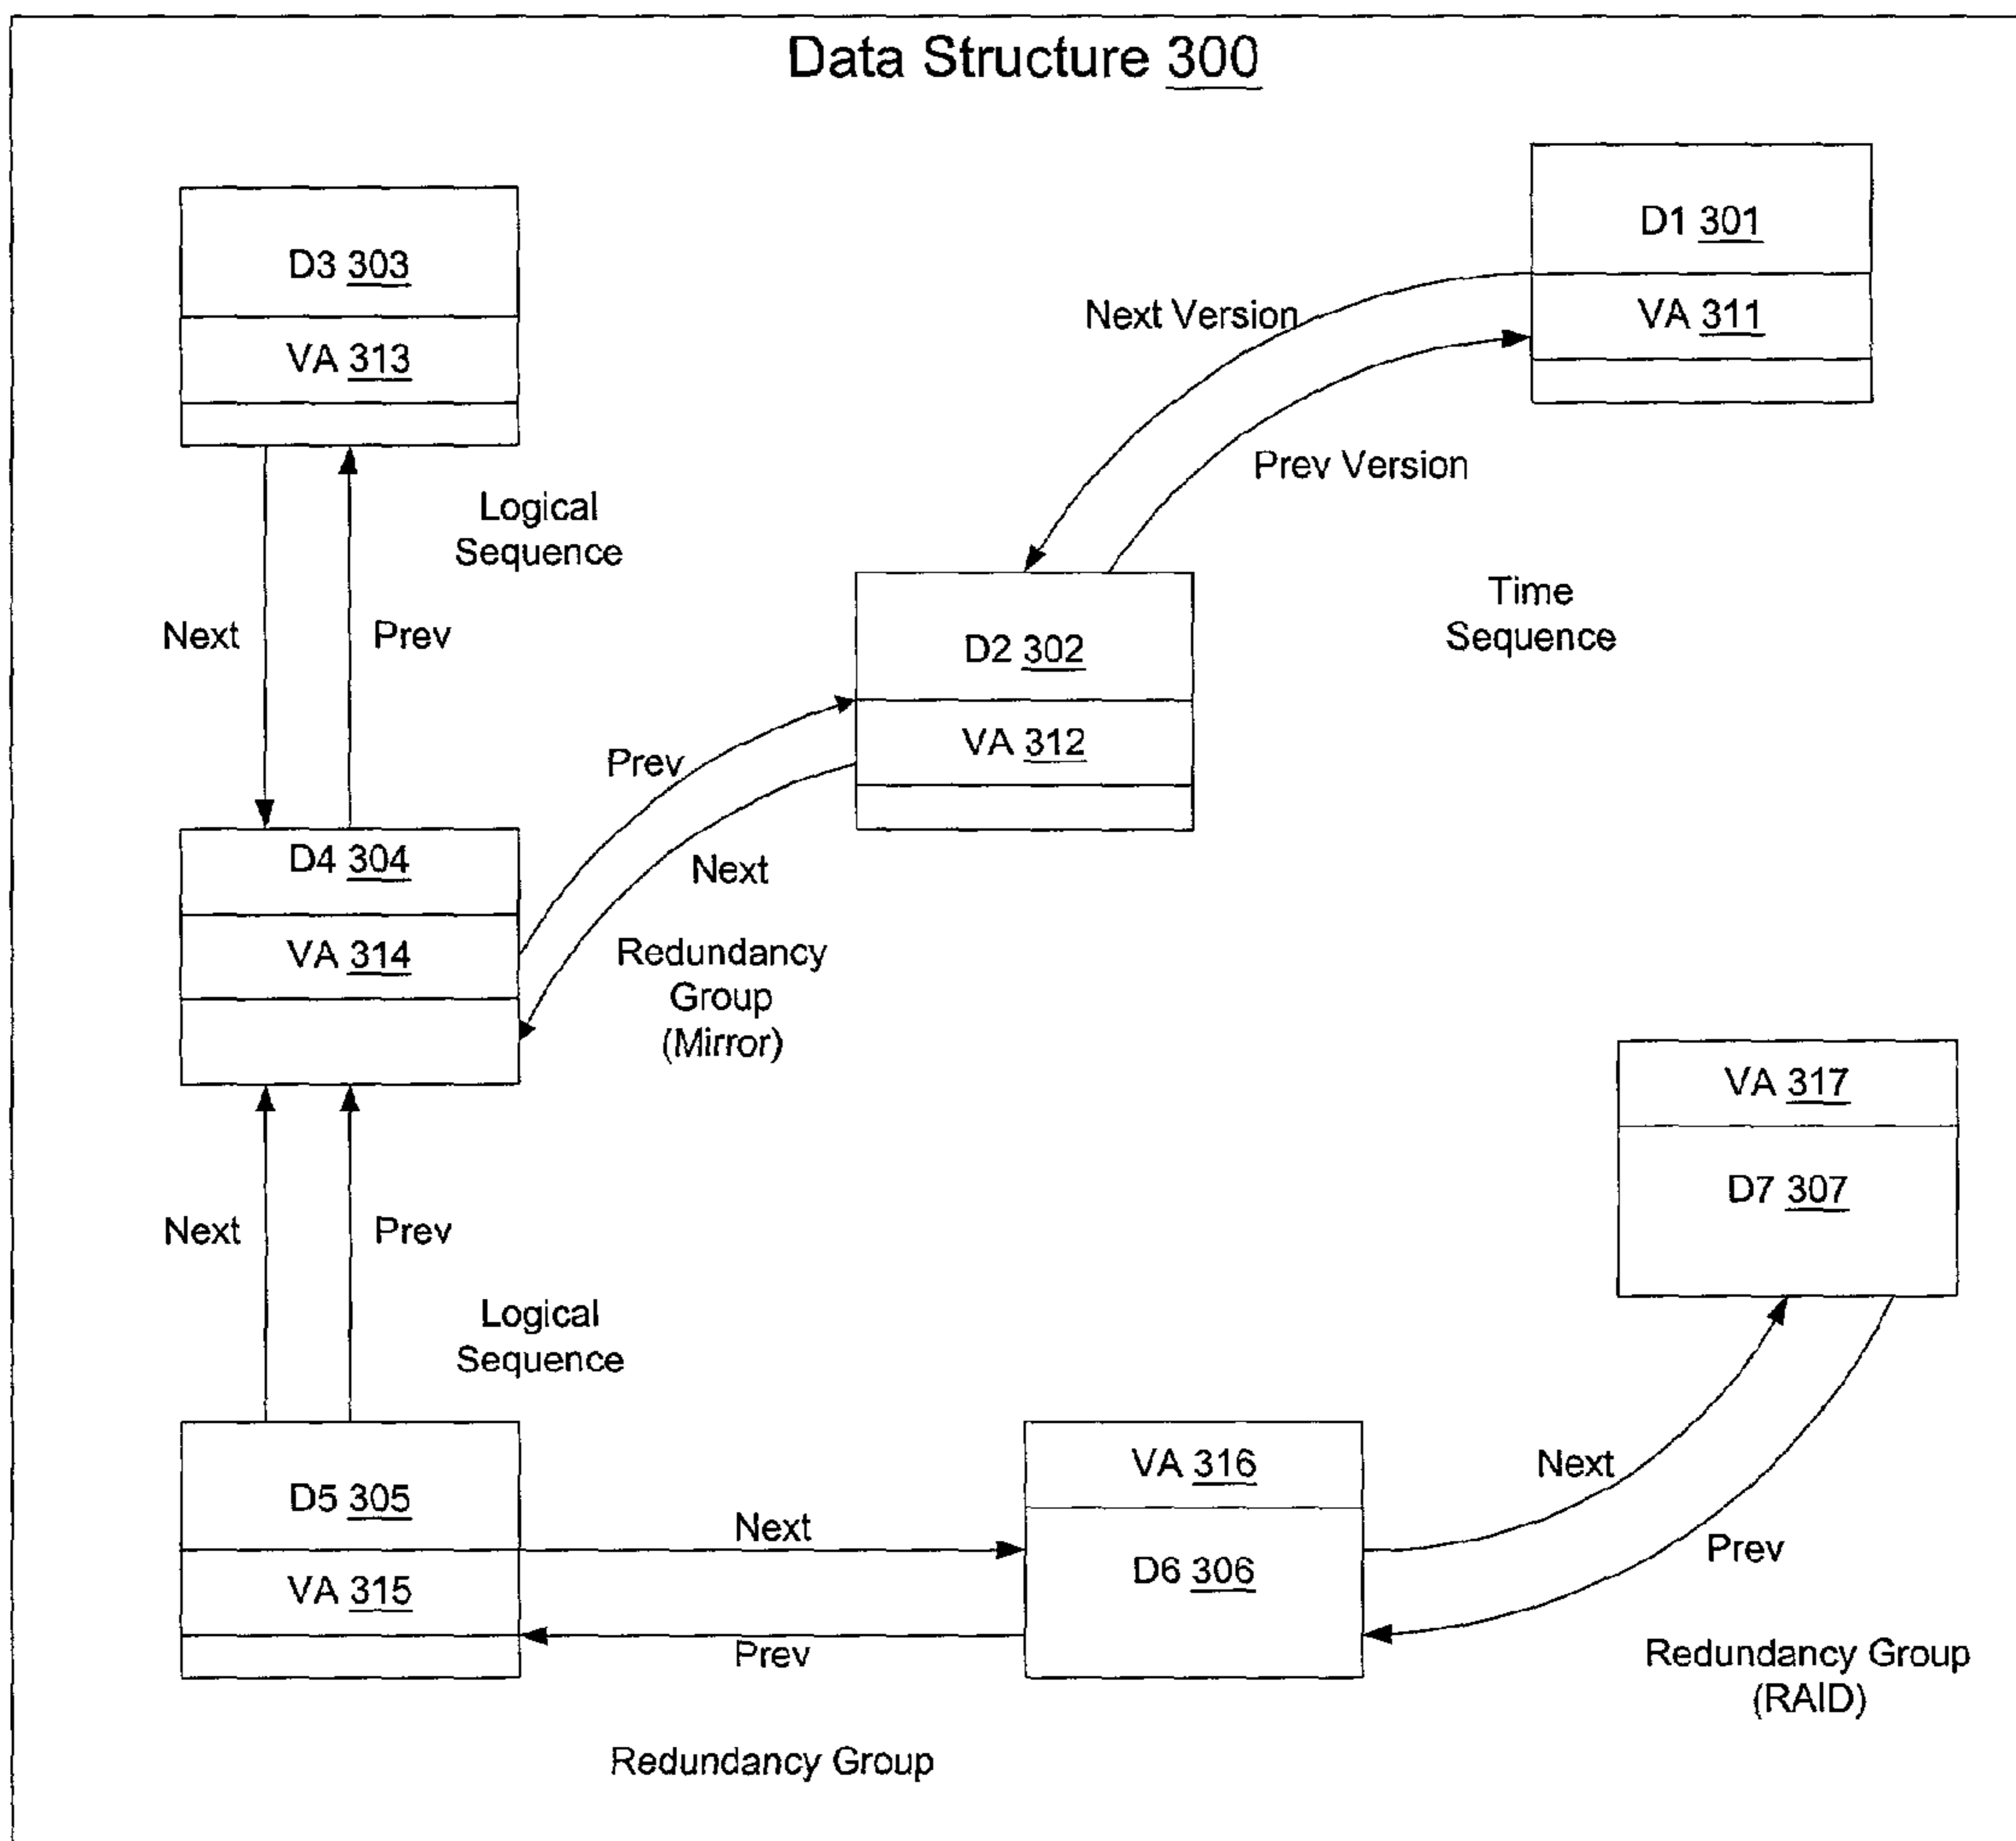 Data Structure 300
D1 301
VA 311
D3 303
VA 313
Next Version
Prev Version
Logical
Sequence
Time
Sequence
Next
Prev
D2 302
VA 312
Prev
Next
D4 304
VA 314
Redundancy
Group
(Mirror)
VA 317
D7 307
Next
Prev
Logical
Sequence
D5 305
VA 315
Next
Prev
VA 316
D6 306
Next
Prev
Redundancy Group
(RAID)
Redundancy Group